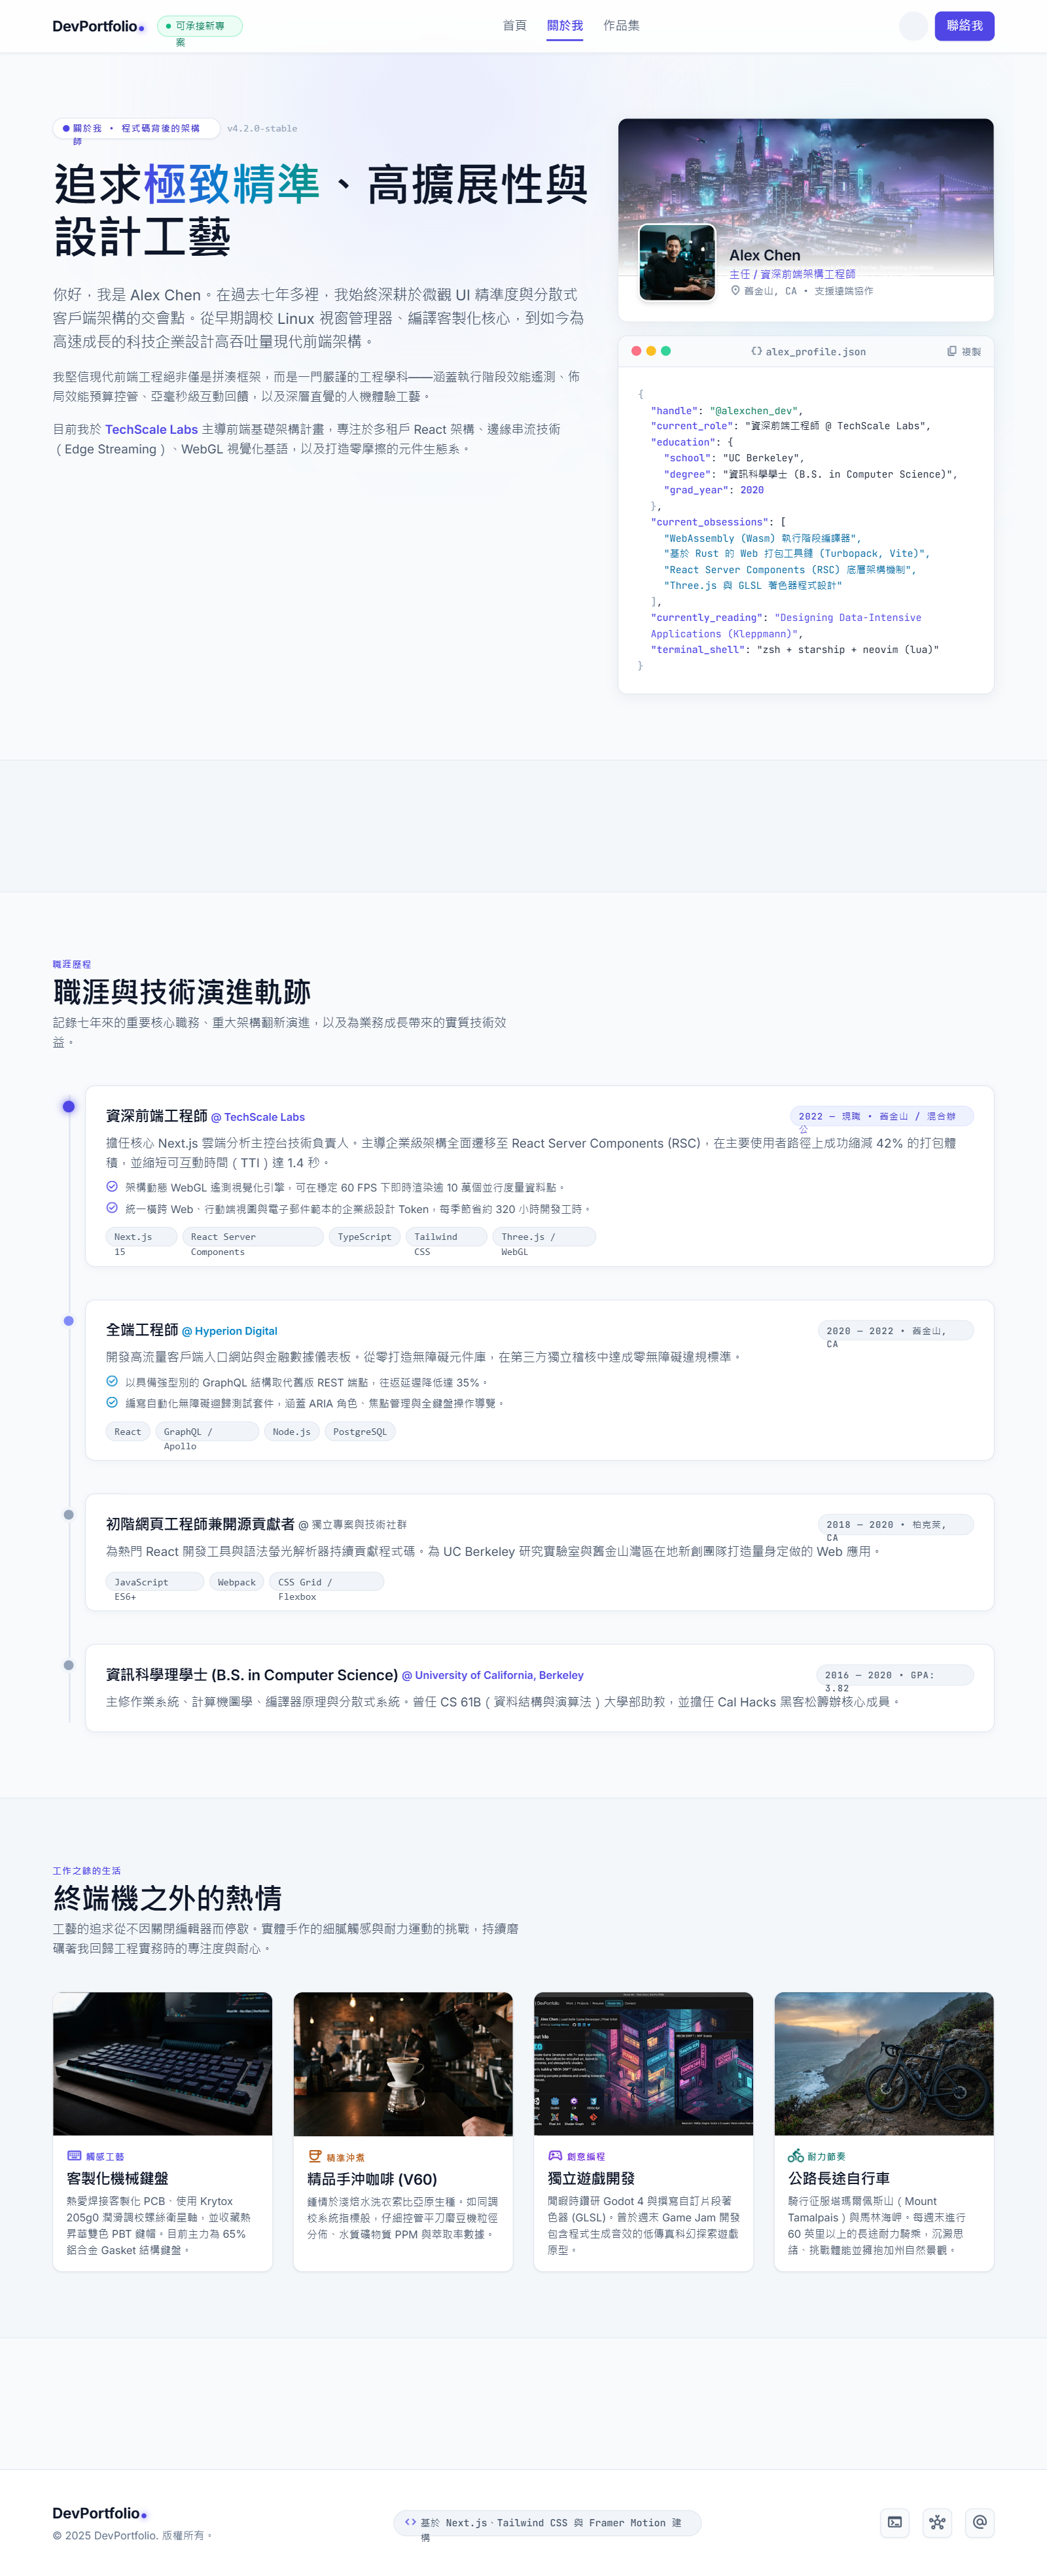 DevPortfolio
可承接新專
案
首頁
關於我
作品集
聯絡我
關於我 • 程式碼背後的架構
師
v4.2.0-stable
追求極致精準、高擴展性與
設計工藝
你好，我是 Alex Chen。在過去七年多裡，我始終深耕於微觀 UI 精準度與分散式
客戶端架構的交會點。從早期調校 Linux 視窗管理器、編譯客製化核心，到如今為
高速成長的科技企業設計高吞吐量現代前端架構。
我堅信現代前端工程絕非僅是拼湊框架，而是一門嚴謹的工程學科——涵蓋執行階段效能遙測、佈
局效能預算控管、亞毫秒級互動回饋，以及深層直覺的人機體驗工藝。
目前我於 TechScale Labs 主導前端基礎架構計畫，專注於多租戶 React 架構、邊緣串流技術
（Edge Streaming）、WebGL 視覺化基語，以及打造零摩擦的元件生態系。
Alex Chen
主任 / 資深前端架構工程師
舊金山, CA • 支援遠端協作
alex_profile.json
複製
{
"handle": "@alexchen_dev",
"current_role": "資深前端工程師 @ TechScale Labs",
"education": {
"school": "UC Berkeley",
"degree": "資訊科學學士 (B.S. in Computer Science)",
"grad_year": 2020
},
"current_obsessions": [
"WebAssembly (Wasm) 執行階段編譯器",
"基於 Rust 的 Web 打包工具鏈 (Turbopack, Vite)",
"React Server Components (RSC) 底層架構機制",
"Three.js 與 GLSL 著色器程式設計"
],
"currently_reading": "Designing Data-Intensive
Applications (Kleppmann)",
"terminal_shell": "zsh + starship + neovim (lua)"
}
職涯歷程
職涯與技術演進軌跡
記錄七年來的重要核心職務、重大架構翻新演進，以及為業務成長帶來的實質技術效
益。
資深前端工程師 @ TechScale Labs
2022 — 現職 • 舊金山 / 混合辦
公
擔任核心 Next.js 雲端分析主控台技術負責人。主導企業級架構全面遷移至 React Server Components (RSC)，在主要使用者路徑上成功縮減 42% 的打包體
積，並縮短可互動時間（TTI）達 1.4 秒。
架構動態 WebGL 遙測視覺化引擎，可在穩定 60 FPS 下即時渲染逾 10 萬個並行度量資料點。
統一橫跨 Web、行動端視圖與電子郵件範本的企業級設計 Token，每季節省約 320 小時開發工時。
Next.js
15
React Server
Components
TypeScript
Tailwind
CSS
Three.js /
WebGL
全端工程師 @ Hyperion Digital
2020 — 2022 • 舊金山,
CA
開發高流量客戶端入口網站與金融數據儀表板。從零打造無障礙元件庫，在第三方獨立稽核中達成零無障礙違規標準。
以具備強型別的 GraphQL 結構取代舊版 REST 端點，往返延遲降低達 35%。
編寫自動化無障礙迴歸測試套件，涵蓋 ARIA 角色、焦點管理與全鍵盤操作導覽。
React
GraphQL /
Apollo
Node.js
PostgreSQL
初階網頁工程師兼開源貢獻者 @ 獨立專案與技術社群
2018 — 2020 • 柏克萊,
CA
為熱門 React 開發工具與語法螢光解析器持續貢獻程式碼。為 UC Berkeley 研究實驗室與舊金山灣區在地新創團隊打造量身定做的 Web 應用。
JavaScript
ES6+
Webpack
CSS Grid /
Flexbox
資訊科學理學士 (B.S. in Computer Science) @ University of California, Berkeley
2016 — 2020 • GPA:
3.82
主修作業系統、計算機圖學、編譯器原理與分散式系統。曾任 CS 61B（資料結構與演算法）大學部助教，並擔任 Cal Hacks 黑客松籌辦核心成員。
工作之餘的生活
終端機之外的熱情
工藝的追求從不因關閉編輯器而停歇。實體手作的細膩觸感與耐力運動的挑戰，持續磨
礪著我回歸工程實務時的專注度與耐心。
觸感工藝
客製化機械鍵盤
熱愛焊接客製化 PCB、使用 Krytox
205g0 潤滑調校螺絲衛星軸，並收藏熱
昇華雙色 PBT 鍵帽。目前主力為 65%
鋁合金 Gasket 結構鍵盤。
精準沖煮
精品手沖咖啡 (V60)
鍾情於淺焙水洗衣索比亞原生種。如同調
校系統指標般，仔細控管平刀磨豆機粒徑
分佈、水質礦物質 PPM 與萃取率數據。
創意編程
獨立遊戲開發
閒暇時鑽研 Godot 4 與撰寫自訂片段著
色器 (GLSL)。曾於週末 Game Jam 開發
包含程式生成音效的低傳真科幻探索遊戲
原型。
耐力節奏
公路長途自行車
騎行征服塔瑪爾佩斯山（Mount
Tamalpais）與馬林海岬。每週末進行
60 英里以上的長途耐力騎乘，沉澱思
緒、挑戰體能並擁抱加州自然景觀。
DevPortfolio
© 2025 DevPortfolio. 版權所有。
基於 Next.js、Tailwind CSS 與 Framer Motion 建
構